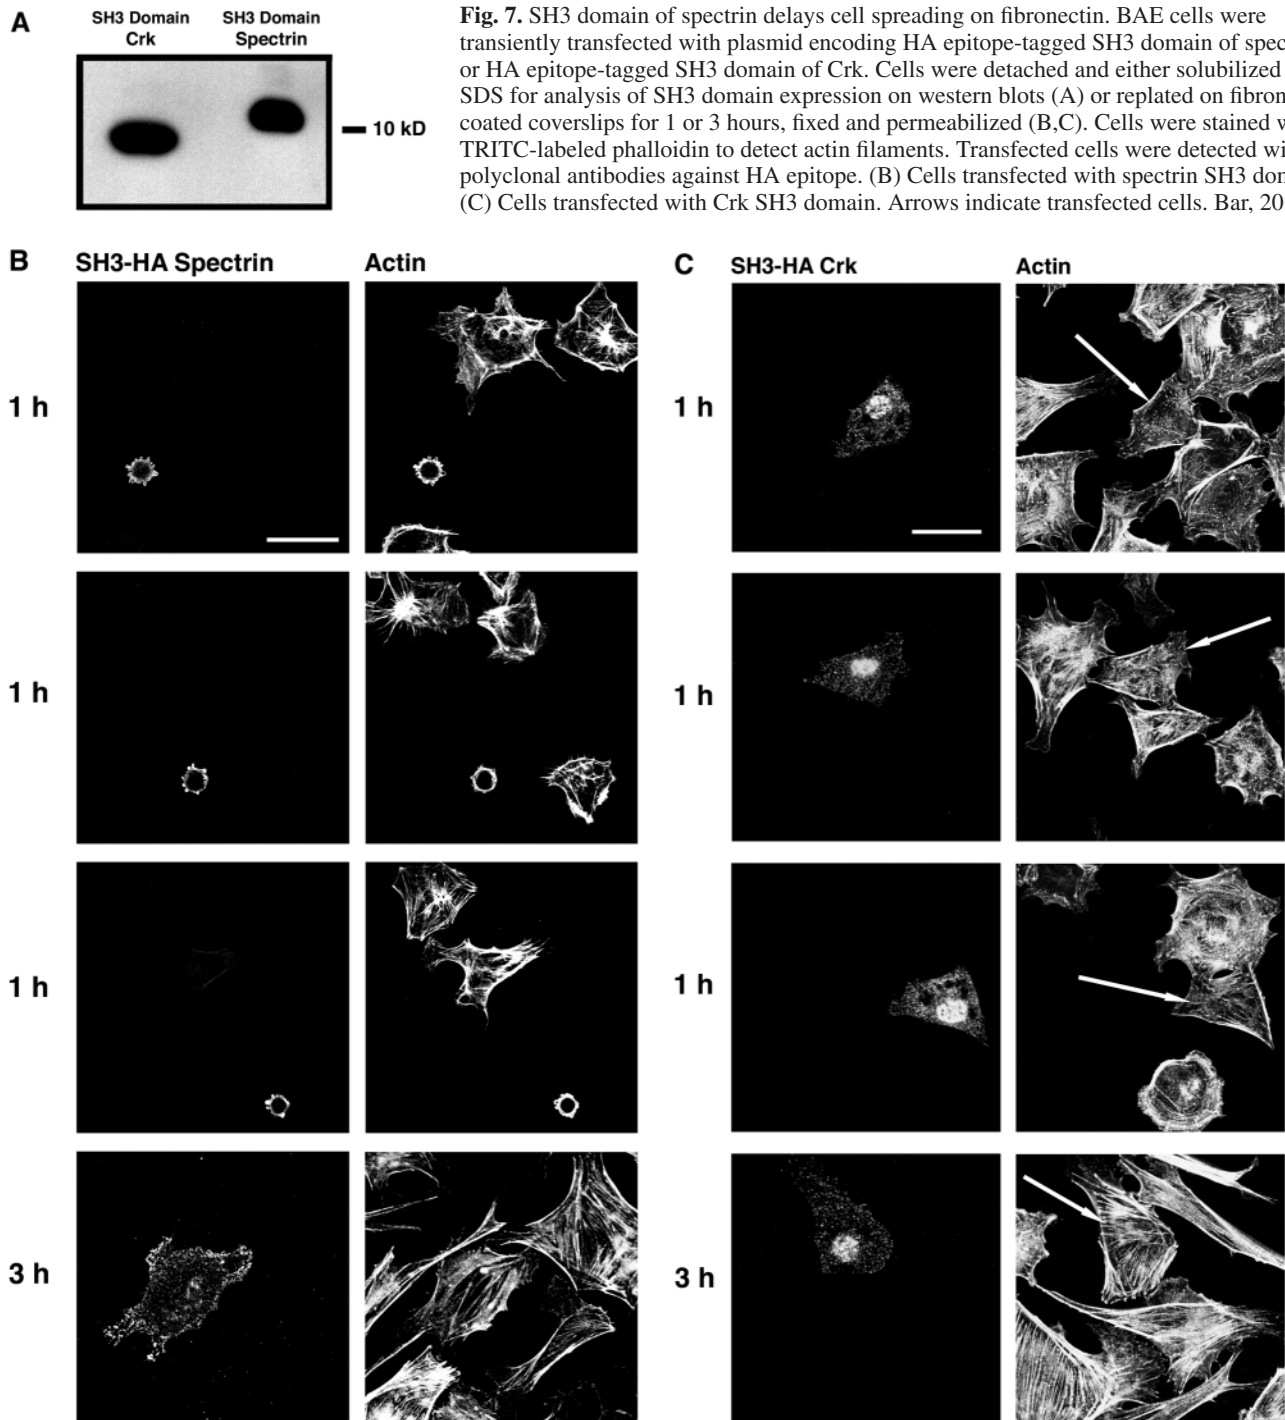 A
SH3 Domain
Crk
SH3 Domain
Spectrin
10 kD
Fig. 7. SH3 domain of spectrin delays cell spreading on fibronectin. BAE cells were
transiently transfected with plasmid encoding HA epitope-tagged SH3 domain of spec
or HA epitope-tagged SH3 domain of Crk. Cells were detached and either solubilized
SDS for analysis of SH3 domain expression on western blots (A) or replated on fibron
coated coverslips for 1 or 3 hours, fixed and permeabilized (B,C). Cells were stained w
TRITC-labeled phalloidin to detect actin filaments. Transfected cells were detected wi
polyclonal antibodies against HA epitope. (B) Cells transfected with spectrin SH3 dom
(C) Cells transfected with Crk SH3 domain. Arrows indicate transfected cells. Bar, 20
B
SH3-HA Spectrin
Actin
1 h
1 h
1 h
3 h
C
SH3-HA Crk
Actin
1 h
1 h
1 h
3 h